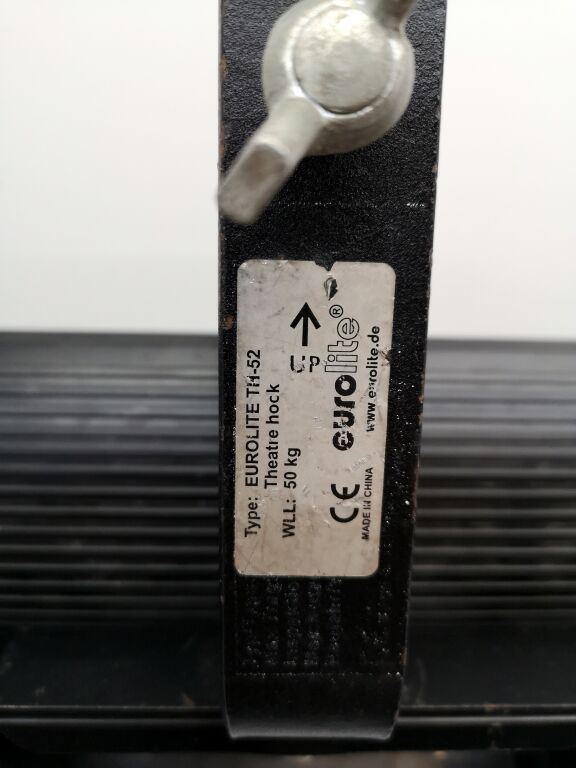 UP
Type: EUROLITE TH-52
Theatre hock
WLL: 50 kg
eurolite®
www.eurolite.de
CE
MADE IN CHINA